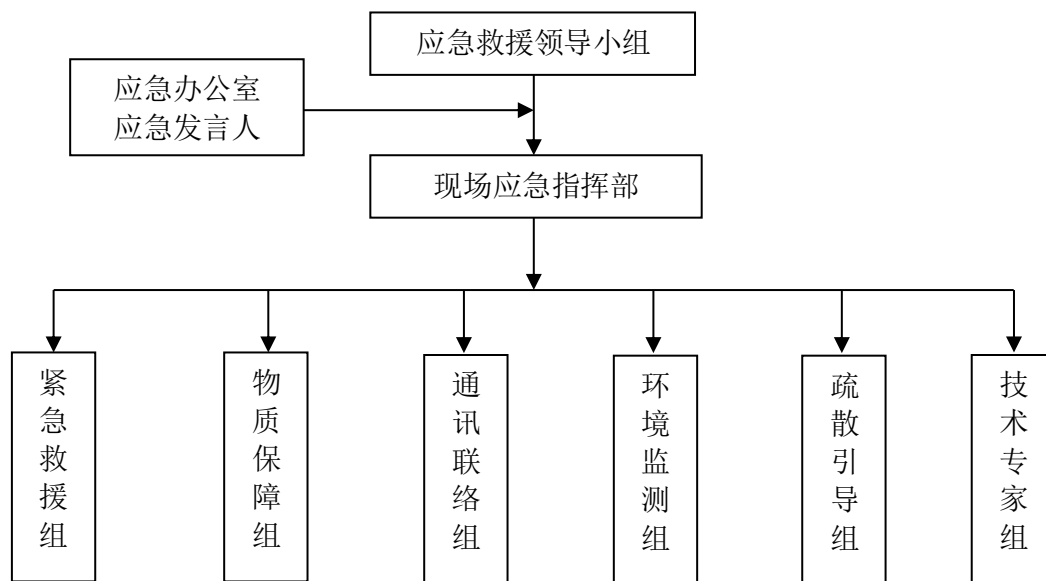 应急救援领导小组
应急办公室
应急发言人
现场应急指挥部
紧急救援组
物质保障组
通讯联络组
环境监测组
疏散引导组
技术专家组